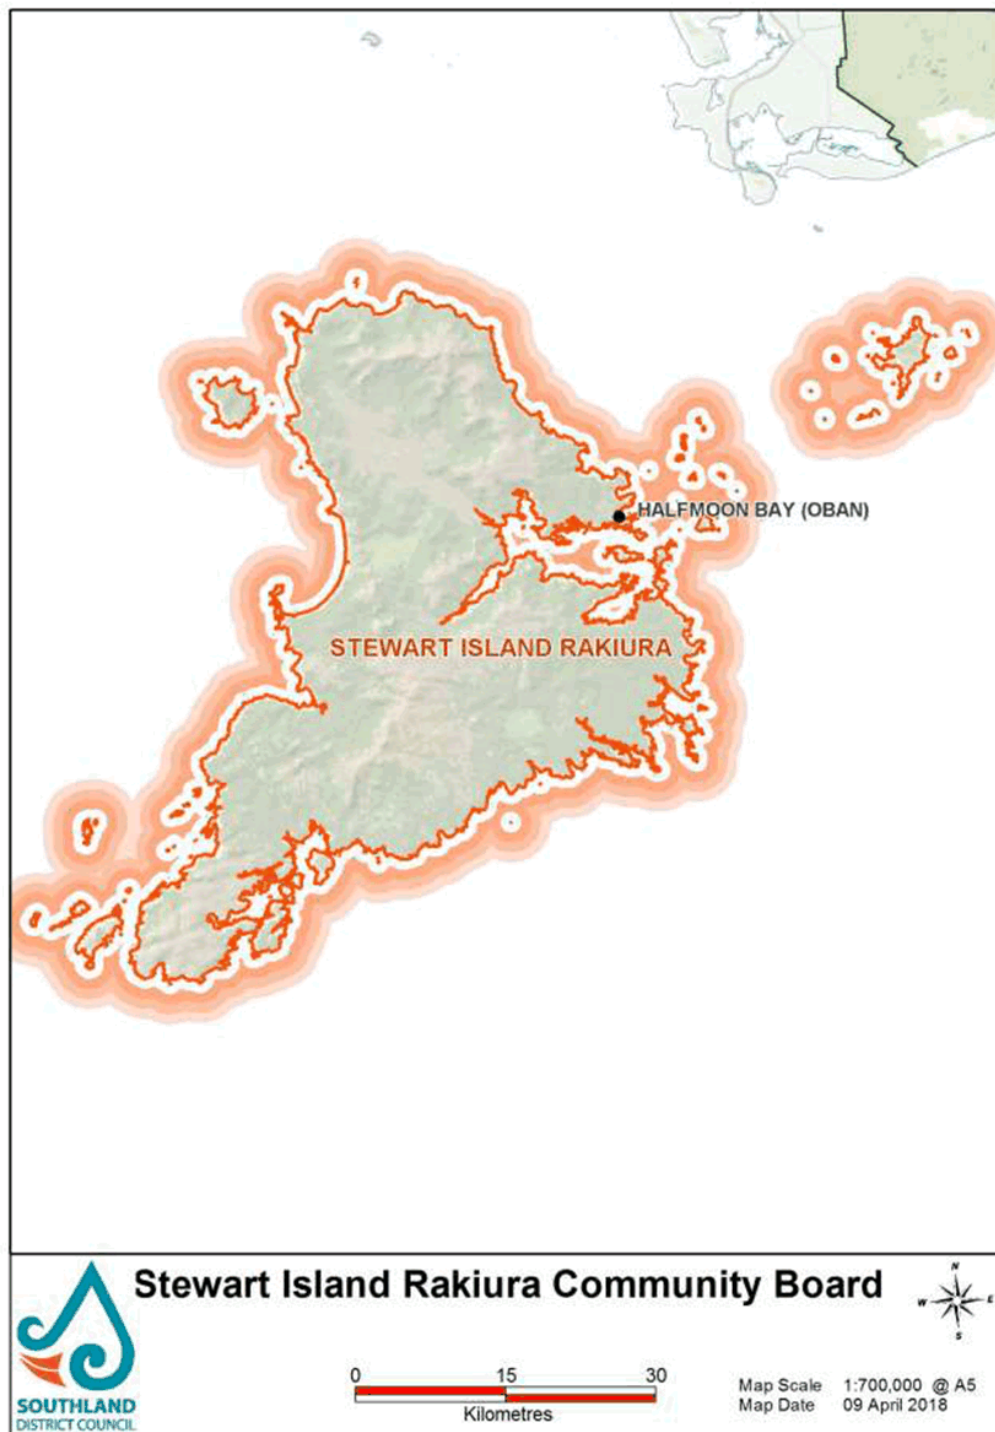 HALFMOON BAY (OBAN)
STEWART ISLAND RAKIURA
Stewart Island Rakiura Community Board
N
W E
S
SOUTHLAND
DISTRICT COUNCIL
0 15 30
Kilometres
Map Scale 1:700,000 @ A5
Map Date 09 April 2018